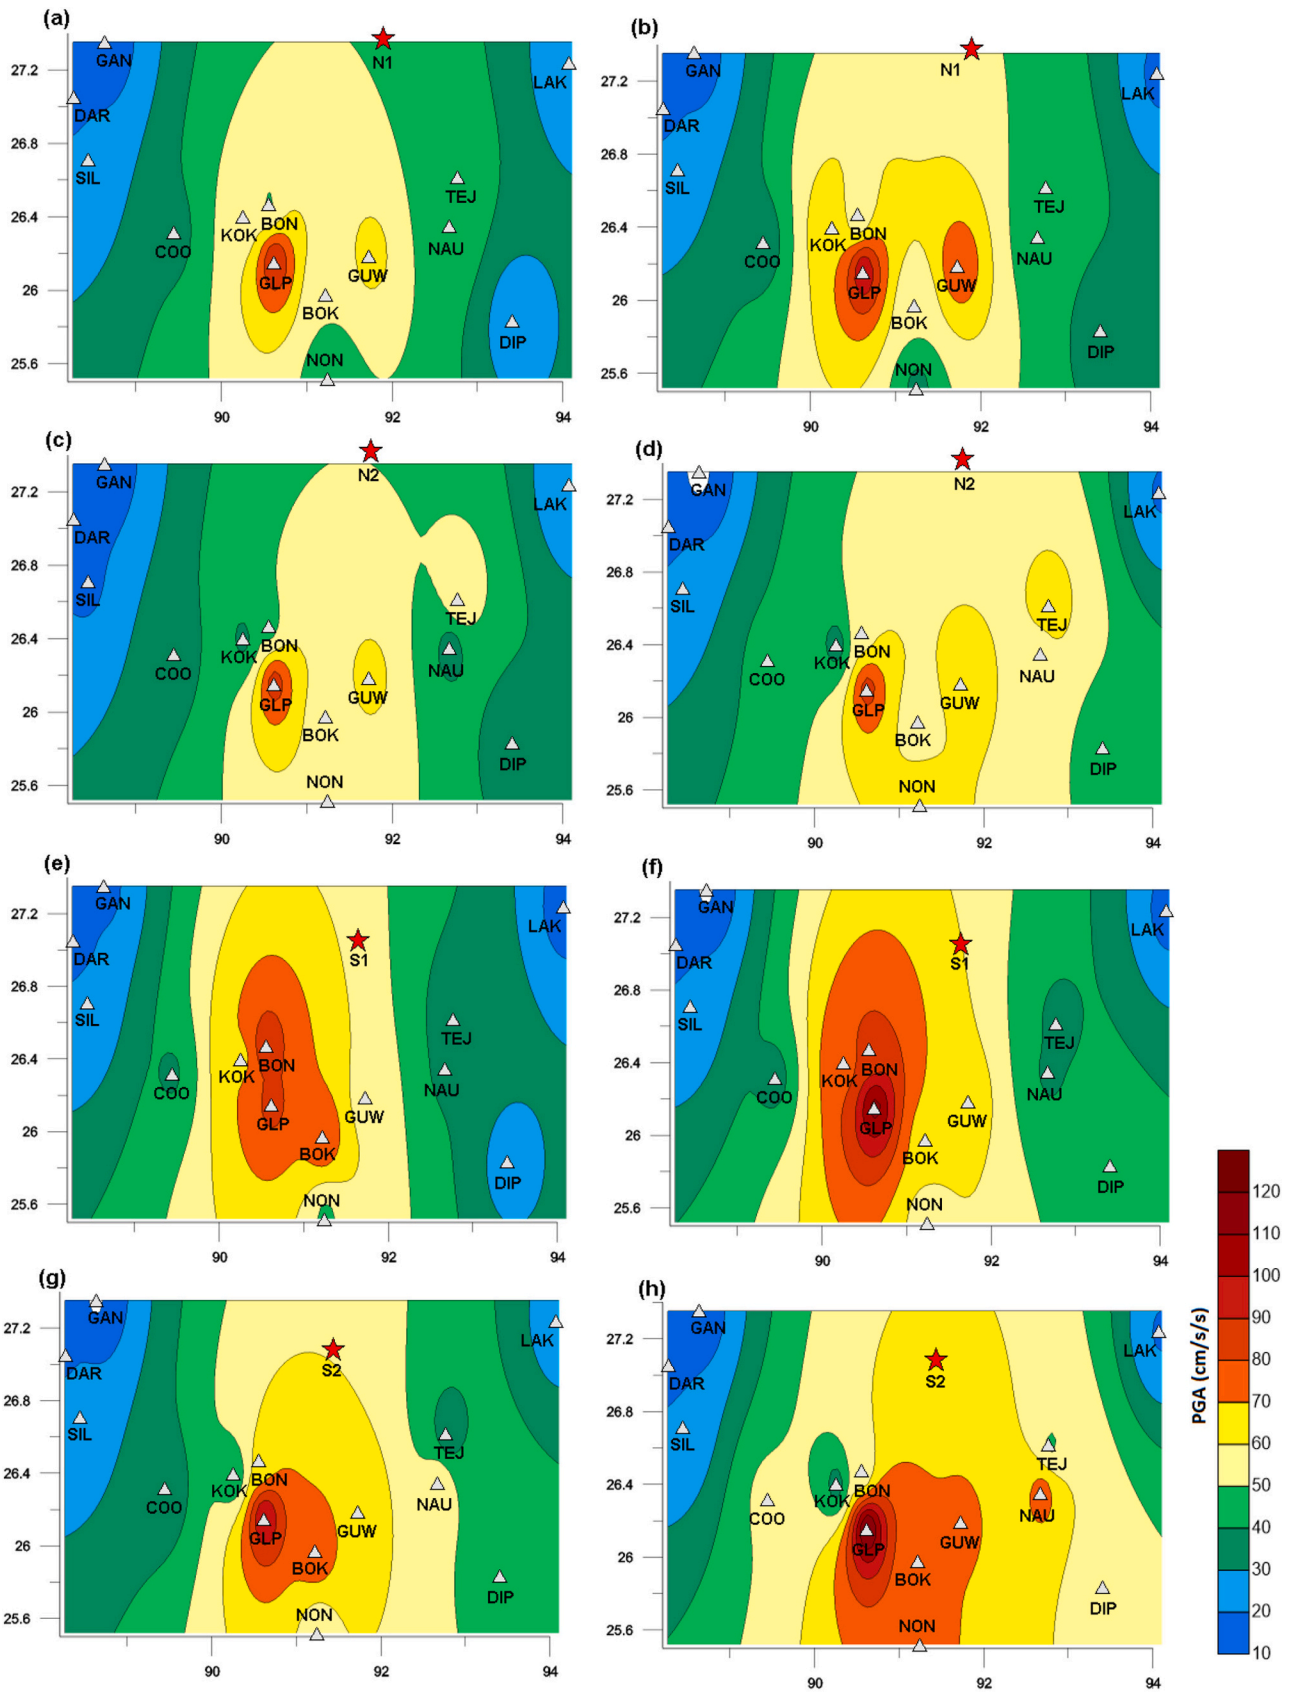 (a)
N1
GAN
LAK
27.2
DAR
26.8
SIL
TEJ
26.4
BON
KOK
NAU
COO
GLP
GUW
26
BOK
DIP
NON
25.6
90
92
94
(b)
N1
GAN
LAK
27.2
DAR
26.8
SIL
TEJ
26.4
KOK
BON
NAU
COO
GLP
GUW
26
BOK
DIP
NON
25.6
90
92
94
(c)
N2
GAN
LAK
27.2
DAR
26.8
SIL
TEJ
26.4
BON
KOK
NAU
COO
GLP
GUW
26
BOK
DIP
NON
25.6
90
92
94
(d)
N2
GAN
LAK
27.2
DAR
26.8
SIL
TEJ
26.4
BON
KOK
NAU
COO
GLP
GUW
26
BOK
DIP
NON
25.6
90
92
94
(e)
S1
GAN
LAK
27.2
DAR
26.8
SIL
TEJ
26.4
BON
KOK
NAU
COO
GLP
GUW
26
BOK
DIP
NON
25.6
90
92
94
(f)
S1
GAN
LAK
27.2
DAR
26.8
SIL
TEJ
26.4
BON
KOK
NAU
COO
GLP
GUW
26
BOK
DIP
NON
25.6
90
92
94
(g)
S2
GAN
LAK
27.2
DAR
26.8
SIL
TEJ
26.4
BON
KOK
NAU
COO
GLP
GUW
26
BOK
DIP
NON
25.6
90
92
94
(h)
S2
GAN
LAK
27.2
DAR
26.8
SIL
TEJ
26.4
BON
KOK
NAU
COO
GLP
GUW
26
BOK
DIP
NON
25.6
90
92
94
PGA (cm/s/s)
120
110
100
90
80
70
60
50
40
30
20
10